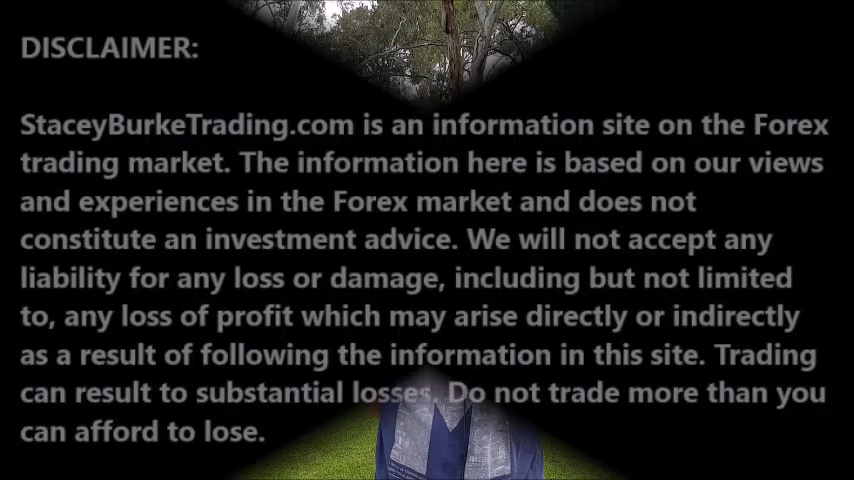 DISCLAIMER:
StaceyBurkeTrading.com is an information site on the Forex
trading market. The information here is based on our views
and experiences in the Forex market and does not
constitute an investment advice. We will not accept any
liability for any loss or damage, including but not limited
to, any loss of profit which may arise directly or indirectly
as a result of following the information in this site. Trading
can result to substantial losses. Do not trade more than you
can afford to lose.